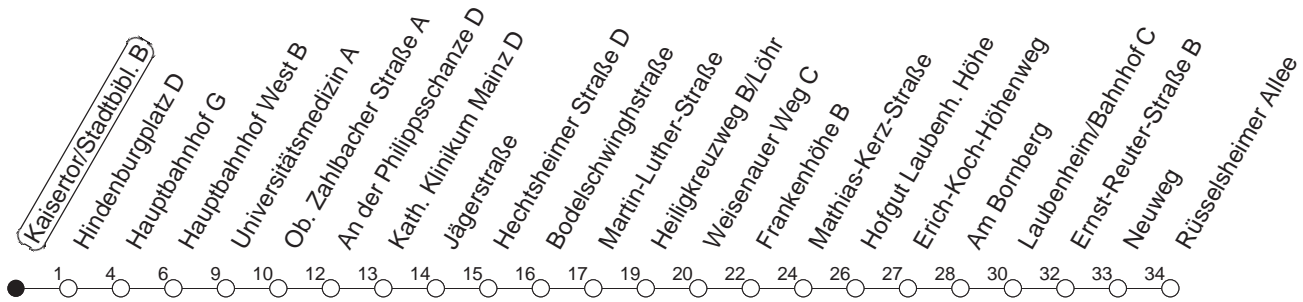 Kaisertor/Stadtbibl. B
Hindenburgplatz D
Hauptbahnhof G
Hauptbahnhof West B
Universitätsmedizin A
Ob. Zahlbacher Straße A
An der Philippsschanze D
Kath. Klinikum Mainz D
Jägerstraße
Hechtsheimer Straße D
Bodelschwinghstraße
Martin-Luther-Straße
Heiligkreuzweg B/Löhr
Weisenauer Weg C
Frankenhöhe B
Mathias-Kerz-Straße
Hofgut Laubenh. Höhe
Erich-Koch-Höhenweg
Am Bornberg
Laubenheim/Bahnhof C
Ernst-Reuter-Straße B
Neuweg
Rüsselsheimer Allee
1 4 6 9 10 12 13 14 15 16 17 19 20 22 24 26 27 28 30 32 33 34